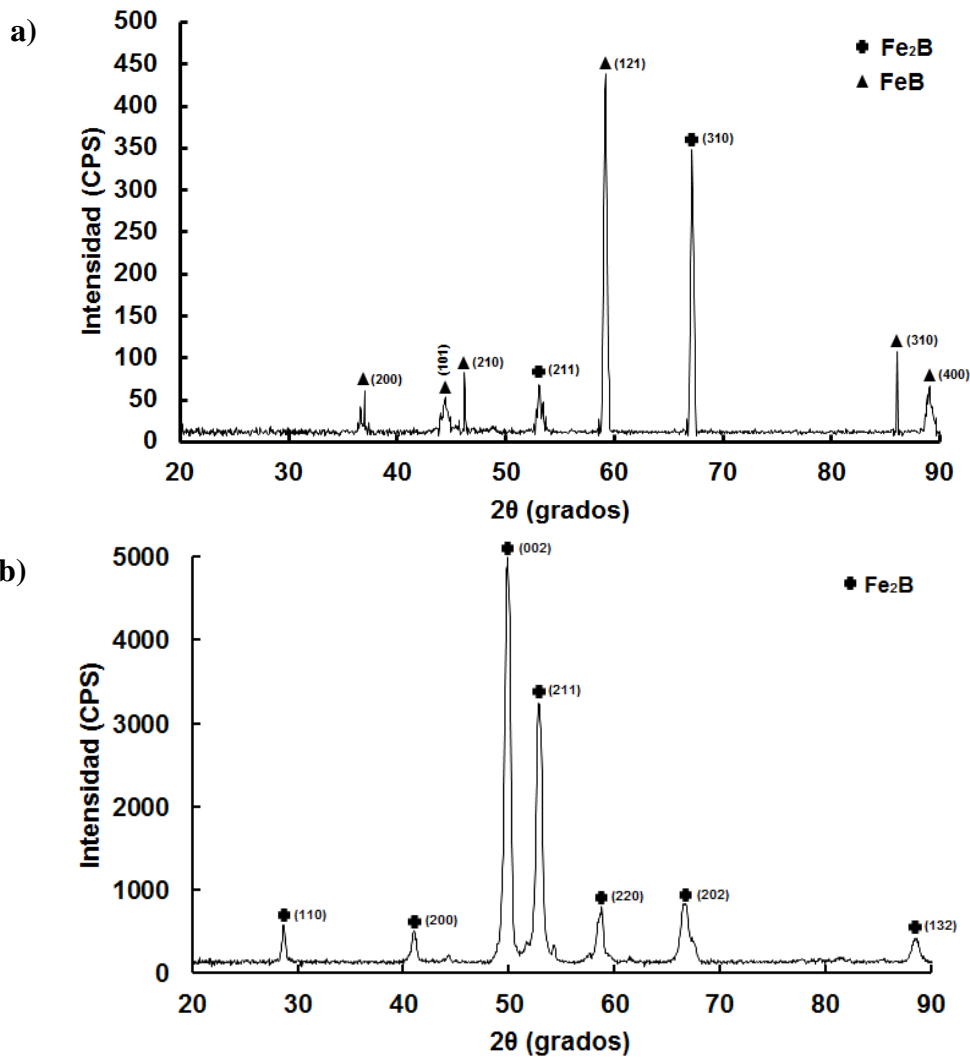 a)
Intensidad (CPS)
500
450
400
350
300
250
200
150
100
50
0
Fe₂B
FeB
(200)
(101)
(210)
(211)
(121)
(310)
(310)
(400)
20 30 40 50 60 70 80 90
2θ (grados)
b)
Intensidad (CPS)
5000
4000
3000
2000
1000
0
Fe₂B
(110)
(200)
(002)
(211)
(220)
(202)
(132)
20 30 40 50 60 70 80 90
2θ (grados)